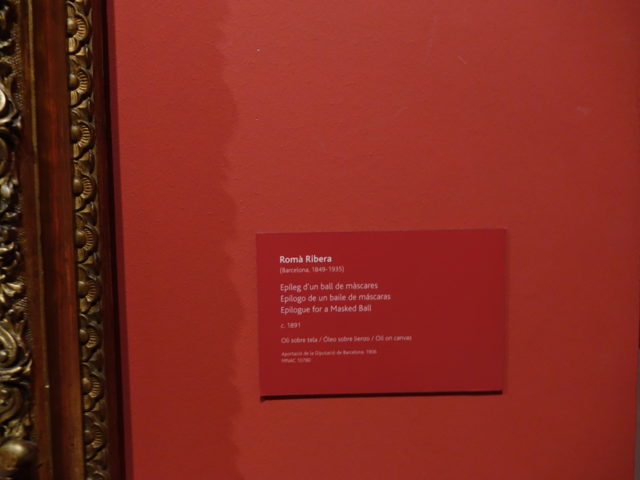 Romà Ribera
(Barcelona, 1849-1935)
Epíleg d'un ball de màscares
Epílogo de un baile de máscaras
Epilogue for a Masked Ball
c. 1891
Oli sobre tela / Óleo sobre lienzo / Oil on canvas
Aportació de la Diputació de Barcelona, 1906
MNAC 10780